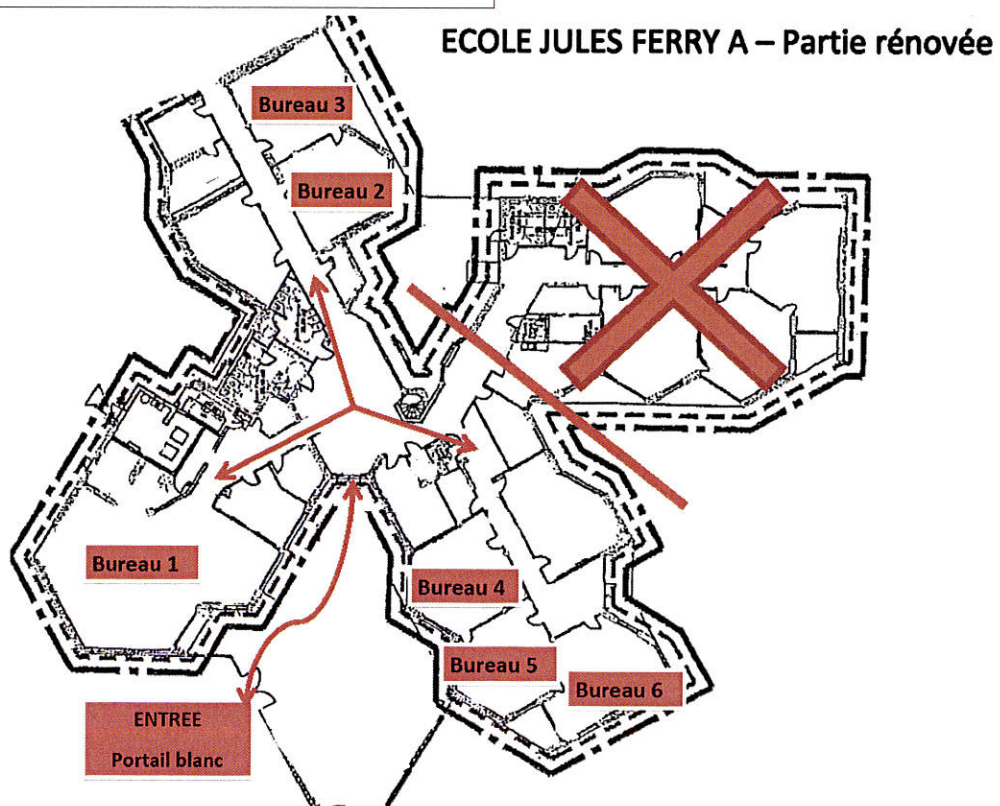 ECOLE JULES FERRY A – Partie rénovée
Bureau 3
Bureau 2
Bureau 1
Bureau 4
Bureau 5
Bureau 6
ENTREE
Portail blanc